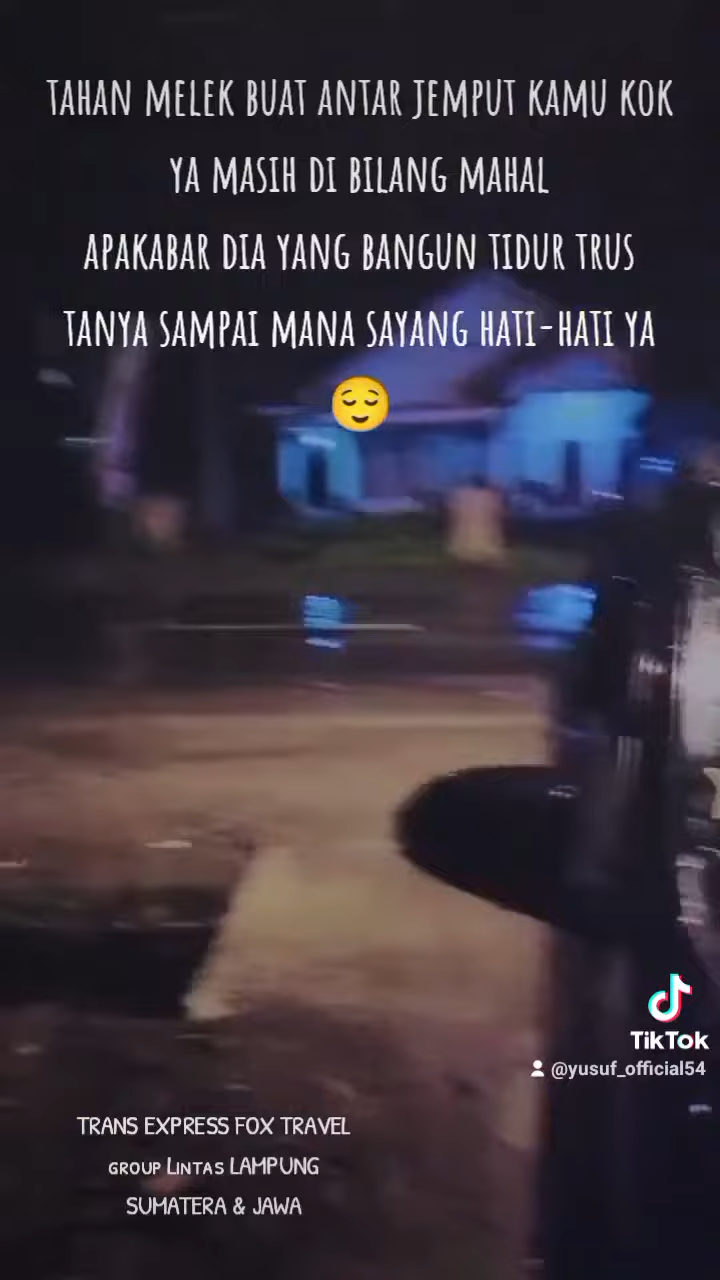 TAHAN MELEK BUAT ANTAR JEMPUT KAMU KOK
YA MASIH DI BILANG MAHAL
APAKABAR DIA YANG BANGUN TIDUR TRUS
TANYA SAMPAI MANA SAYANG HATI-HATI YA
😌
TikTok
@yusuf_official54
TRANS EXPRESS FOX TRAVEL
GROUP LINTAS LAMPUNG
SUMATERA & JAWA